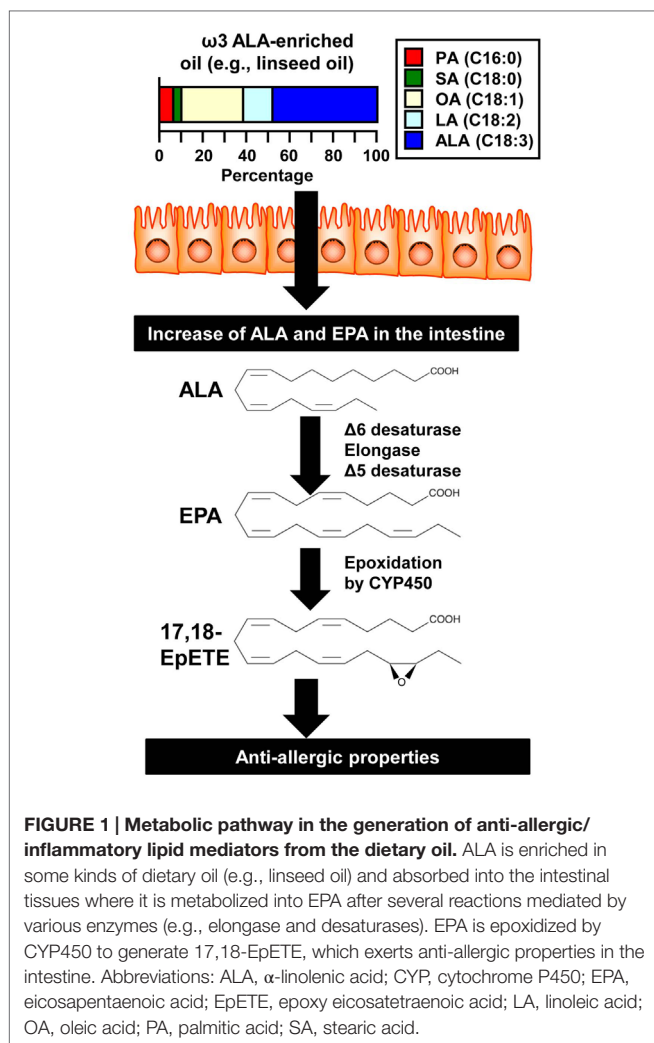 ω3 ALA-enriched
oil (e.g., linseed oil)
PA (C16:0)
SA (C18:0)
OA (C18:1)
LA (C18:2)
ALA (C18:3)
0 20 40 60 80 100
Percentage
Increase of ALA and EPA in the intestine
ALA
COOH
Δ6 desaturase
Elongase
Δ5 desaturase
EPA
COOH
Epoxidation
by CYP450
17,18-
EpETE
COOH
O
Anti-allergic properties
FIGURE 1 | Metabolic pathway in the generation of anti-allergic/
inflammatory lipid mediators from the dietary oil. ALA is enriched in
some kinds of dietary oil (e.g., linseed oil) and absorbed into the intestinal
tissues where it is metabolized into EPA after several reactions mediated by
various enzymes (e.g., elongase and desaturases). EPA is epoxidized by
CYP450 to generate 17,18-EpETE, which exerts anti-allergic properties in the
intestine. Abbreviations: ALA, α-linolenic acid; CYP, cytochrome P450; EPA,
eicosapentaenoic acid; EpETE, epoxy eicosatetraenoic acid; LA, linoleic acid;
OA, oleic acid; PA, palmitic acid; SA, stearic acid.